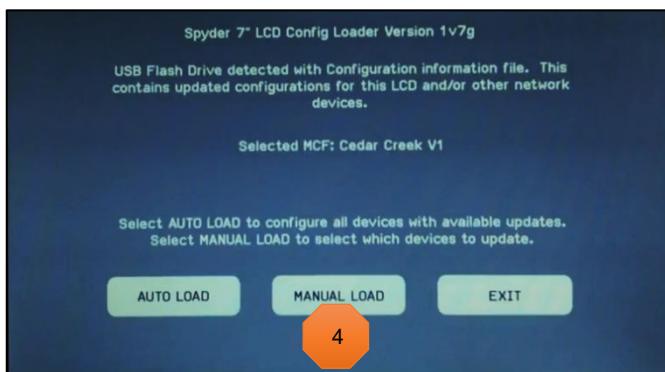 Spyder 7" LCD Config Loader Version 1v7g
USB Flash Drive detected with Configuration information file.  This
contains updated configurations for this LCD and/or other network
devices.
Selected MCF: Cedar Creek V1
Select AUTO LOAD to configure all devices with available updates.
Select MANUAL LOAD to select which devices to update.
AUTO LOAD
MANUAL LOAD
EXIT
4